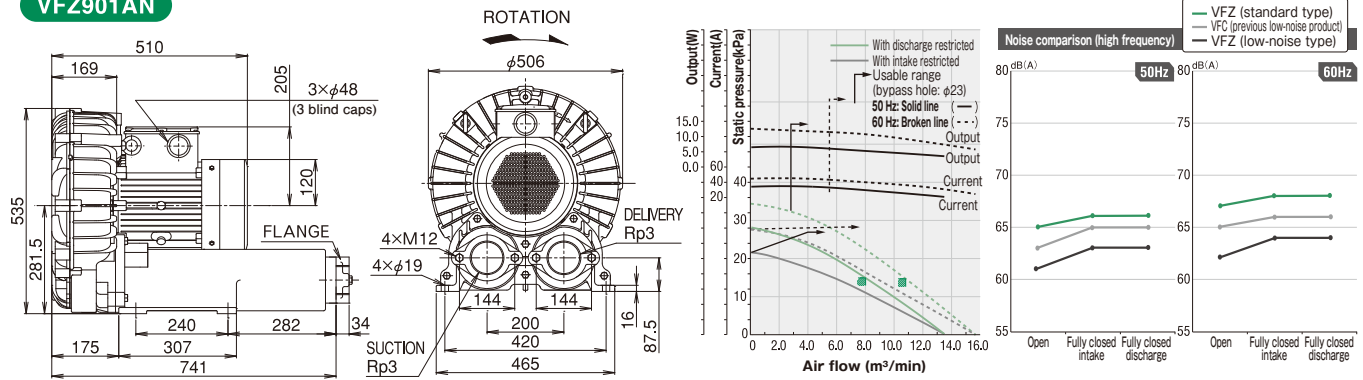 VFZ901AN
510
169
205
3×φ48
(3 blind caps)
120
535
281.5
FLANGE
240
282
34
175
307
741
ROTATION
φ506
DELIVERY
Rp3
4×M12
4×φ19
144
144
200
420
465
16
87.5
SUCTION
Rp3
Output(W)
Current(A)
Static pressure(kPa)
With discharge restricted
With intake restricted
Usable range
(bypass hole: φ23)
50 Hz: Solid line ( — )
60 Hz: Broken line ( --- )
15.0
10.0
5.0
0.0
60
40
20
50
40
30
20
10
0
Output
Output
Current
Current
0 2.0 4.0 6.0 8.0 10.0 12.0 14.0 16.0
Air flow (m³/min)
VFZ (standard type)
VFC (previous low-noise product)
VFZ (low-noise type)
Noise comparison (high frequency)
dB(A)
50Hz
80
75
70
65
60
55
Open
Fully closed intake
Fully closed discharge
dB(A)
60Hz
80
75
70
65
60
55
Open
Fully closed intake
Fully closed discharge